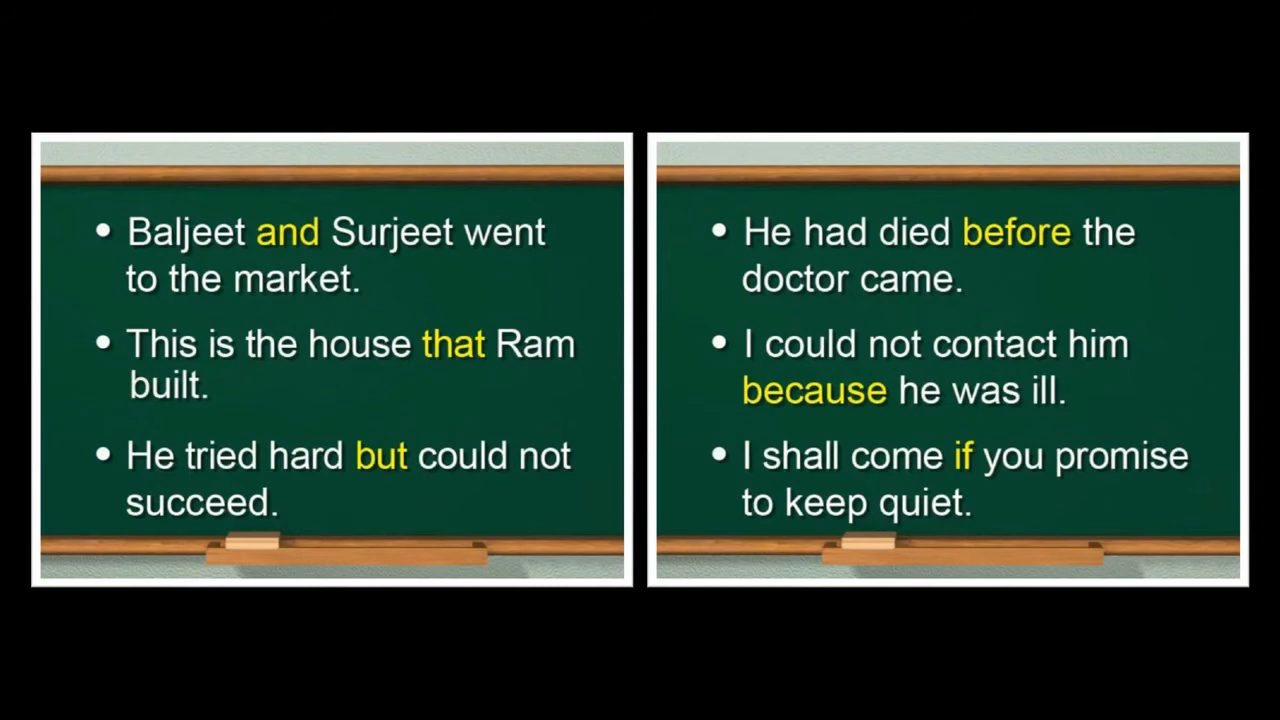 • Baljeet and Surjeet went
to the market.
• This is the house that Ram
built.
• He tried hard but could not
succeed.
• He had died before the
doctor came.
• I could not contact him
because he was ill.
• I shall come if you promise
to keep quiet.